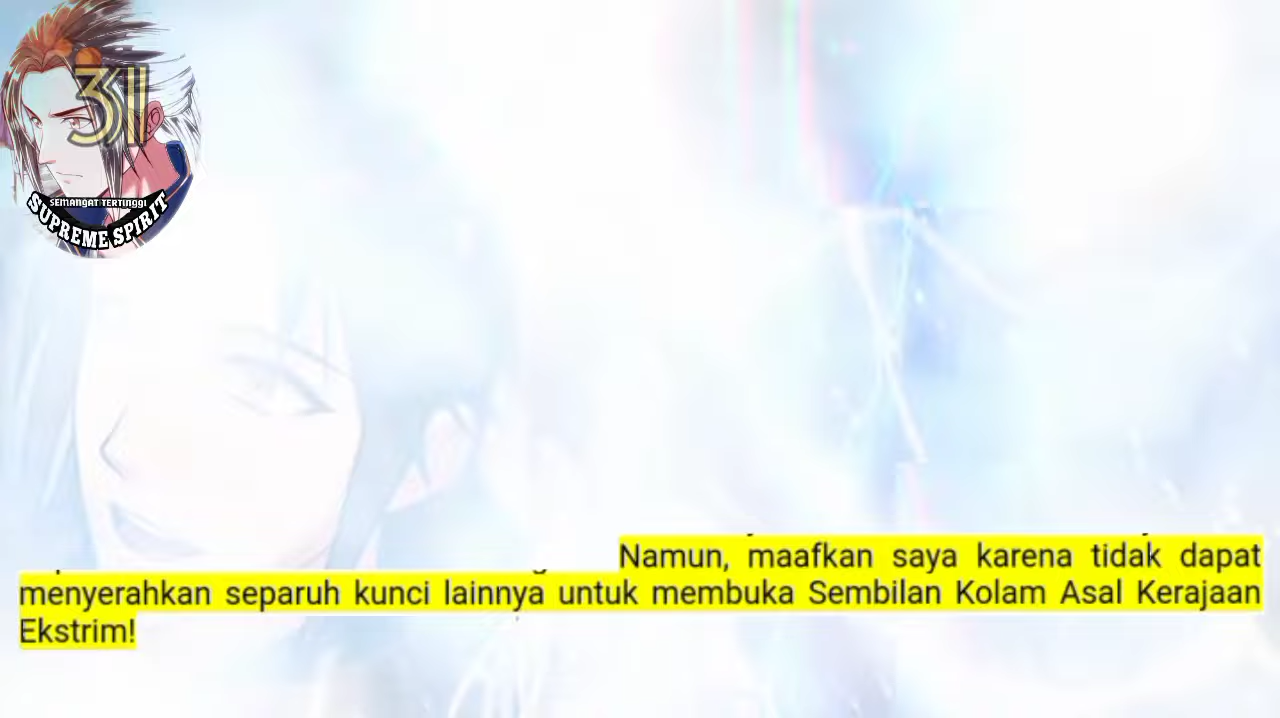 31
SEMANGAT TERTINGGI
SUPREME SPIRIT
Namun, maafkan saya karena tidak dapat
menyerahkan separuh kunci lainnya untuk membuka Sembilan Kolam Asal Kerajaan
Ekstrim!